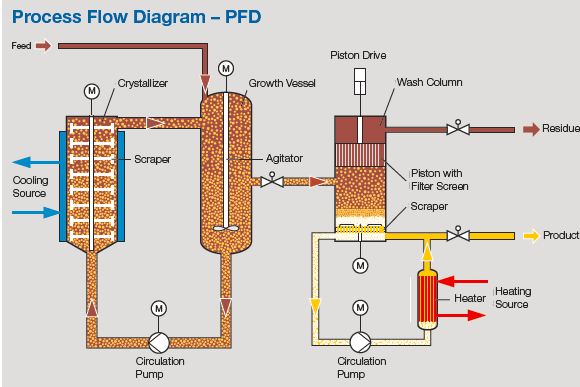 Process Flow Diagram – PFD
Feed
Piston Drive
M
M
Crystallizer
Growth Vessel
Wash Column
Residue
Scraper
Agitator
Cooling
Source
Piston with
Filter Screen
Scraper
Product
M
Heating
Source
Heater
M
M
Circulation
Pump
Circulation
Pump